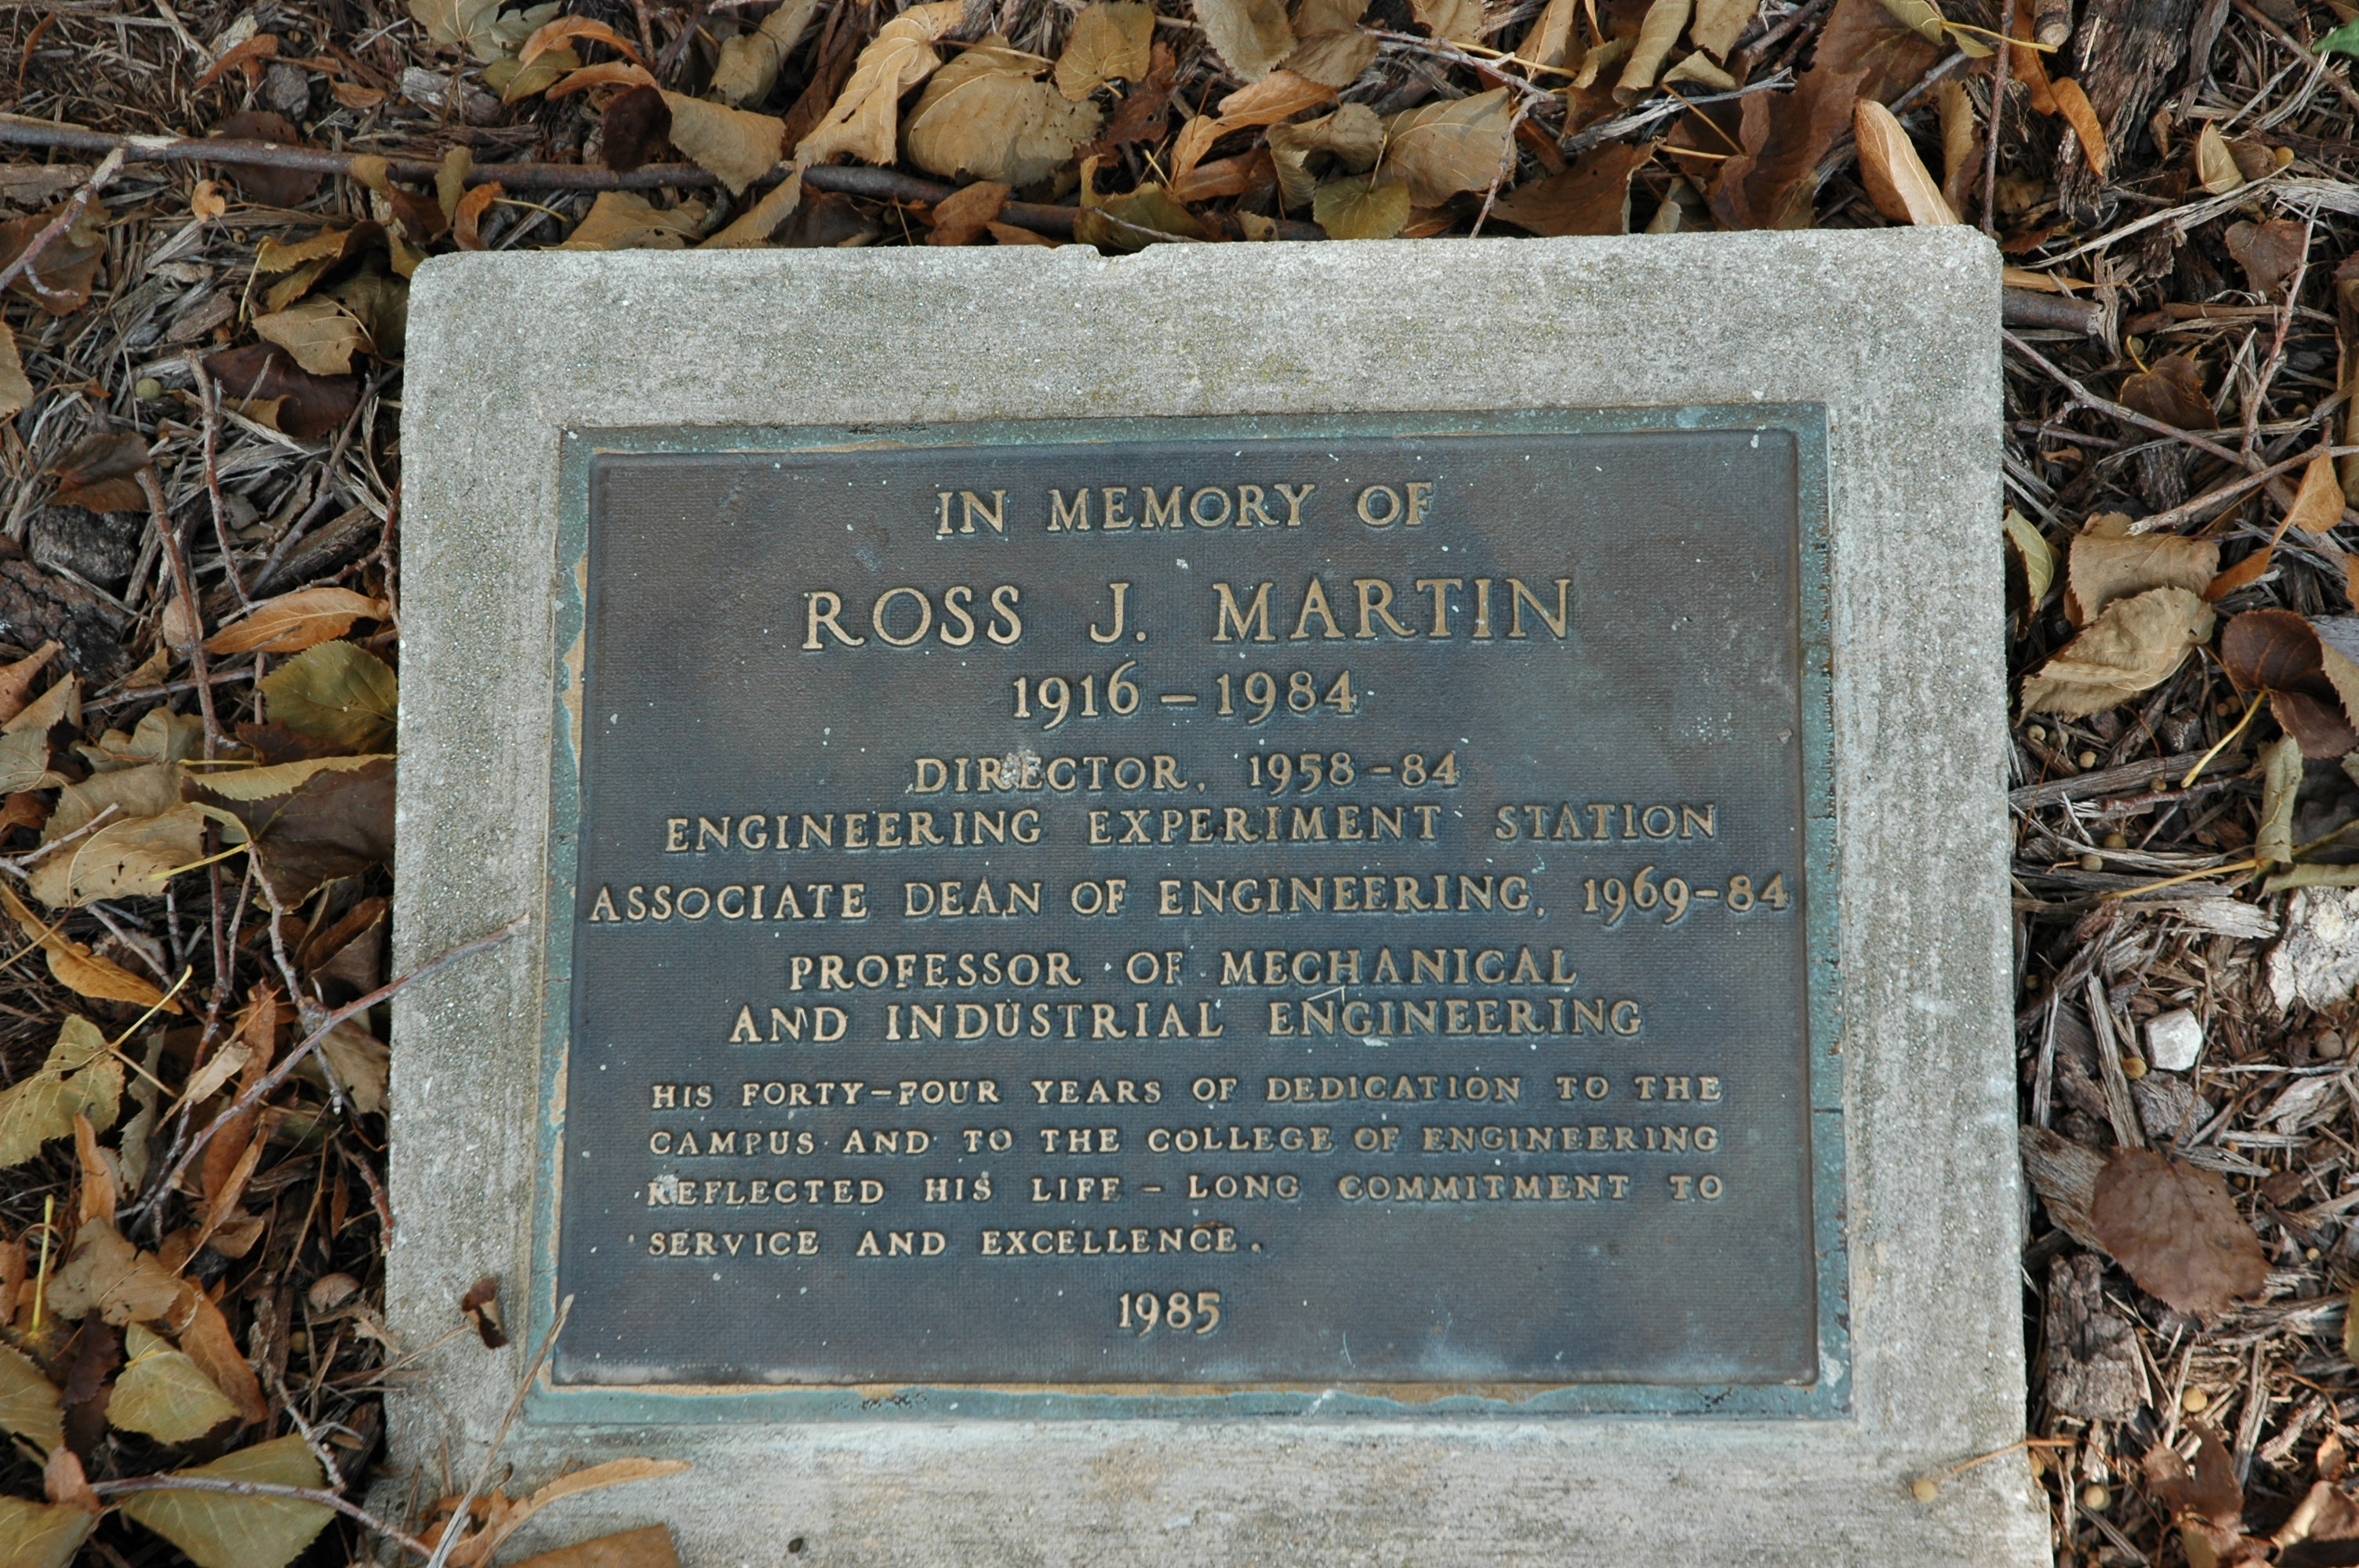 IN MEMORY OF
ROSS J. MARTIN
1916 – 1984
DIRECTOR, 1958-84
ENGINEERING EXPERIMENT STATION
ASSOCIATE DEAN OF ENGINEERING, 1969-84
PROFESSOR OF MECHANICAL
AND INDUSTRIAL ENGINEERING
HIS FORTY-FOUR YEARS OF DEDICATION TO THE
CAMPUS AND TO THE COLLEGE OF ENGINEERING
REFLECTED HIS LIFE – LONG COMMITMENT TO
SERVICE AND EXCELLENCE.
1985